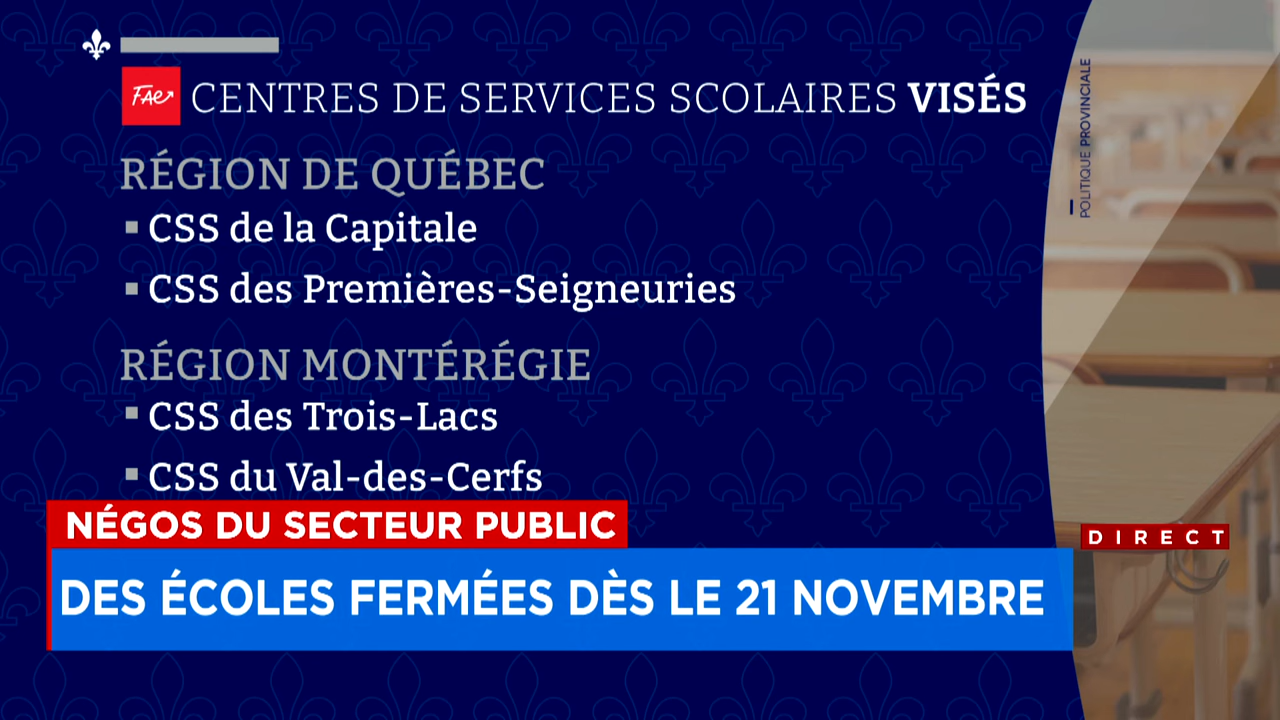 FAE
CENTRES DE SERVICES SCOLAIRES VISÉS
RÉGION DE QUÉBEC
▪ CSS de la Capitale
▪ CSS des Premières-Seigneuries
RÉGION MONTÉRÉGIE
▪ CSS des Trois-Lacs
▪ CSS du Val-des-Cerfs
NÉGOS DU SECTEUR PUBLIC
DES ÉCOLES FERMÉES DÈS LE 21 NOVEMBRE
POLITIQUE PROVINCIALE
DIRECT